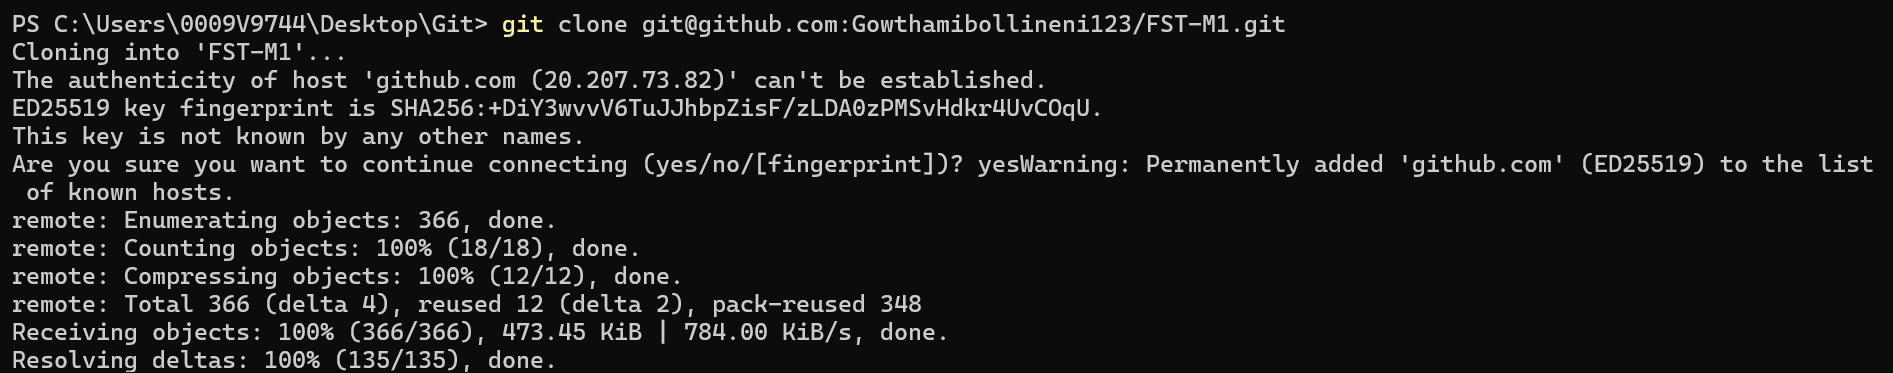 PS C:\Users\0009V9744\Desktop\Git> git clone git@github.com:Gowthamibollineni123/FST-M1.git
Cloning into 'FST-M1'...
The authenticity of host 'github.com (20.207.73.82)' can't be established.
ED25519 key fingerprint is SHA256:+DiY3wvvV6TuJJhbpZisF/zLDA0zPMSvHdkr4UvCOqU.
This key is not known by any other names.
Are you sure you want to continue connecting (yes/no/[fingerprint])? yesWarning: Permanently added 'github.com' (ED25519) to the list
 of known hosts.
remote: Enumerating objects: 366, done.
remote: Counting objects: 100% (18/18), done.
remote: Compressing objects: 100% (12/12), done.
remote: Total 366 (delta 4), reused 12 (delta 2), pack-reused 348
Receiving objects: 100% (366/366), 473.45 KiB | 784.00 KiB/s, done.
Resolving deltas: 100% (135/135), done.